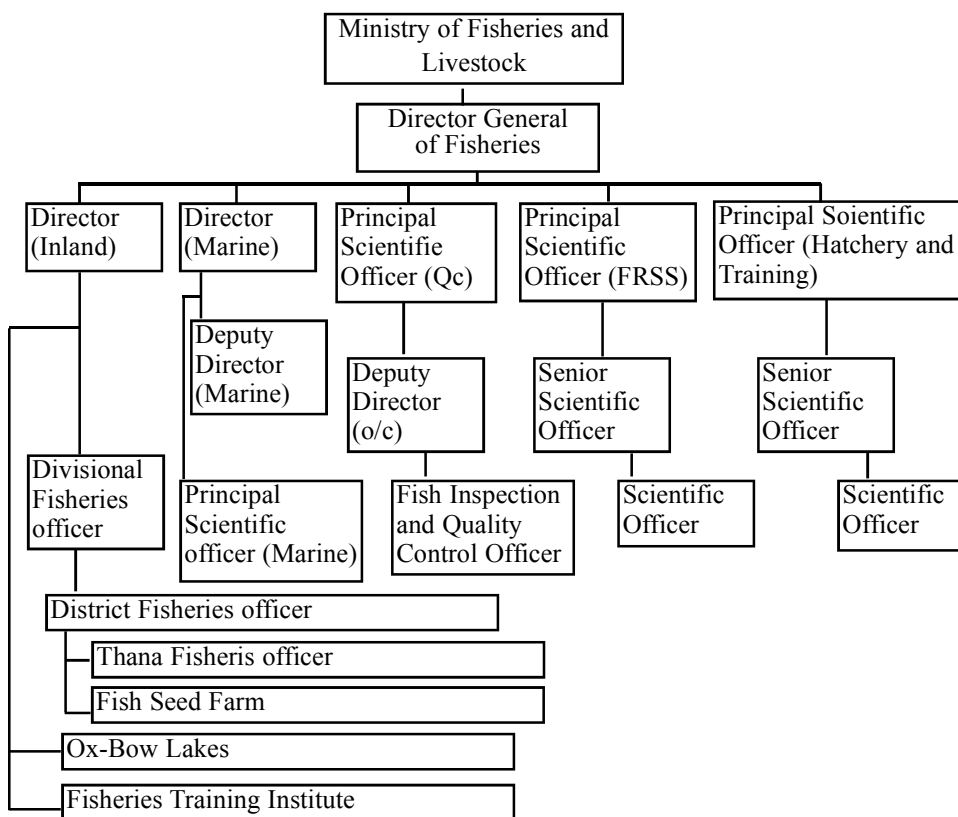 Ministry of Fisheries and
Livestock
Director General
of Fisheries
Director
(Inland)
Director
(Marine)
Principal
Scientifie
Officer (Qc)
Principal
Scientific
Officer (FRSS)
Principal Soientific
Officer (Hatchery and
Training)
Deputy
Director
(Marine)
Deputy
Director
(o/c)
Senior
Scientific
Officer
Senior
Scientific
Officer
Divisional
Fisheries
officer
Principal
Scientific
officer (Marine)
Fish Inspection
and Quality
Control Officer
Scientific
Officer
Scientific
Officer
District Fisheries officer
Thana Fisheris officer
Fish Seed Farm
Ox-Bow Lakes
Fisheries Training Institute